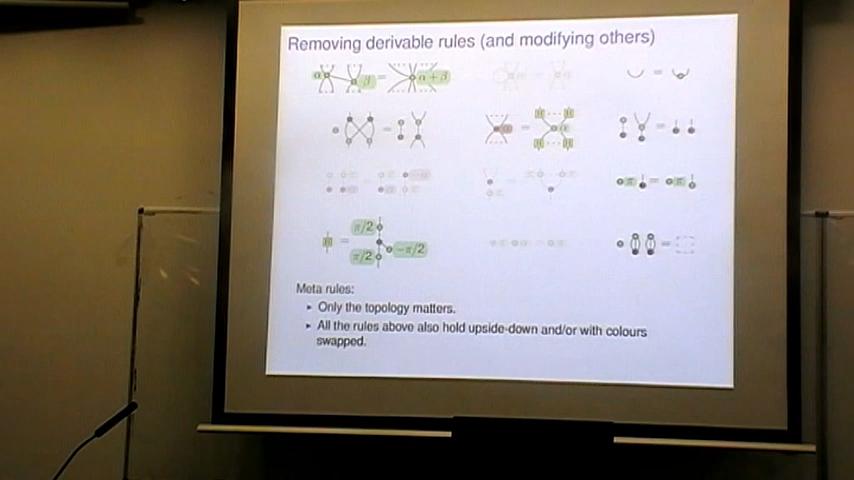 Removing derivable rules (and modifying others)
α β = α + β
=
=
α = H H α H H
=
π = π
H = π/2 π/2 −π/2
=
Meta rules:
▸ Only the topology matters.
▸ All the rules above also hold upside-down and/or with colours
swapped.